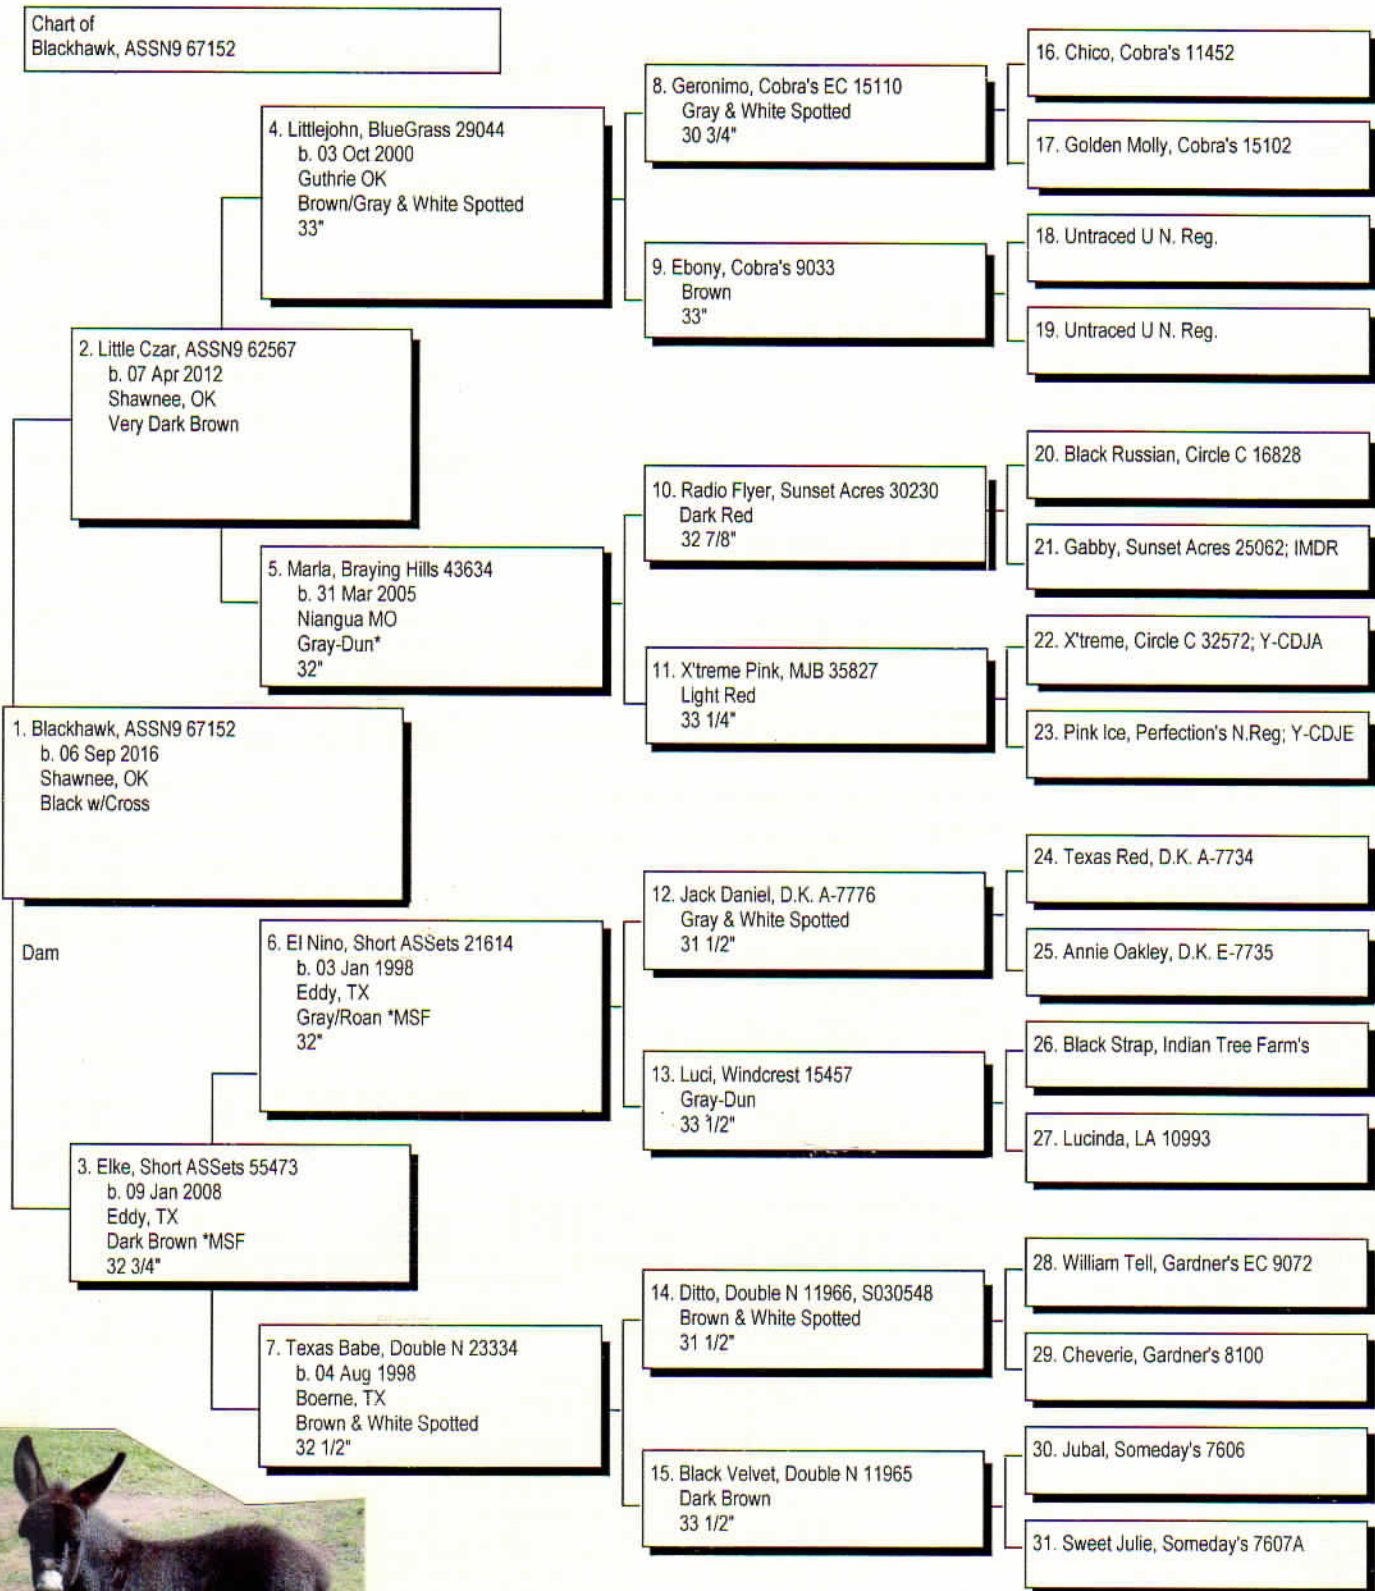 Chart of
Blackhawk, ASSN9 67152
1. Blackhawk, ASSN9 67152
b. 06 Sep 2016
Shawnee, OK
Black w/Cross
Dam
2. Little Czar, ASSN9 62567
b. 07 Apr 2012
Shawnee, OK
Very Dark Brown
3. Elke, Short ASSets 55473
b. 09 Jan 2008
Eddy, TX
Dark Brown *MSF
32 3/4"
4. Littlejohn, BlueGrass 29044
b. 03 Oct 2000
Guthrie OK
Brown/Gray & White Spotted
33"
5. Marla, Braying Hills 43634
b. 31 Mar 2005
Niangua MO
Gray-Dun*
32"
6. El Nino, Short ASSets 21614
b. 03 Jan 1998
Eddy, TX
Gray/Roan *MSF
32"
7. Texas Babe, Double N 23334
b. 04 Aug 1998
Boerne, TX
Brown & White Spotted
32 1/2"
8. Geronimo, Cobra's EC 15110
Gray & White Spotted
30 3/4"
9. Ebony, Cobra's 9033
Brown
33"
10. Radio Flyer, Sunset Acres 30230
Dark Red
32 7/8"
11. X'treme Pink, MJB 35827
Light Red
33 1/4"
12. Jack Daniel, D.K. A-7776
Gray & White Spotted
31 1/2"
13. Luci, Windcrest 15457
Gray-Dun
33 1/2"
14. Ditto, Double N 11966, S030548
Brown & White Spotted
31 1/2"
15. Black Velvet, Double N 11965
Dark Brown
33 1/2"
16. Chico, Cobra's 11452
17. Golden Molly, Cobra's 15102
18. Untraced U N. Reg.
19. Untraced U N. Reg.
20. Black Russian, Circle C 16828
21. Gabby, Sunset Acres 25062; IMDR
22. X'treme, Circle C 32572; Y-CDJA
23. Pink Ice, Perfection's N.Reg; Y-CDJE
24. Texas Red, D.K. A-7734
25. Annie Oakley, D.K. E-7735
26. Black Strap, Indian Tree Farm's
27. Lucinda, LA 10993
28. William Tell, Gardner's EC 9072
29. Cheverie, Gardner's 8100
30. Jubal, Someday's 7606
31. Sweet Julie, Someday's 7607A